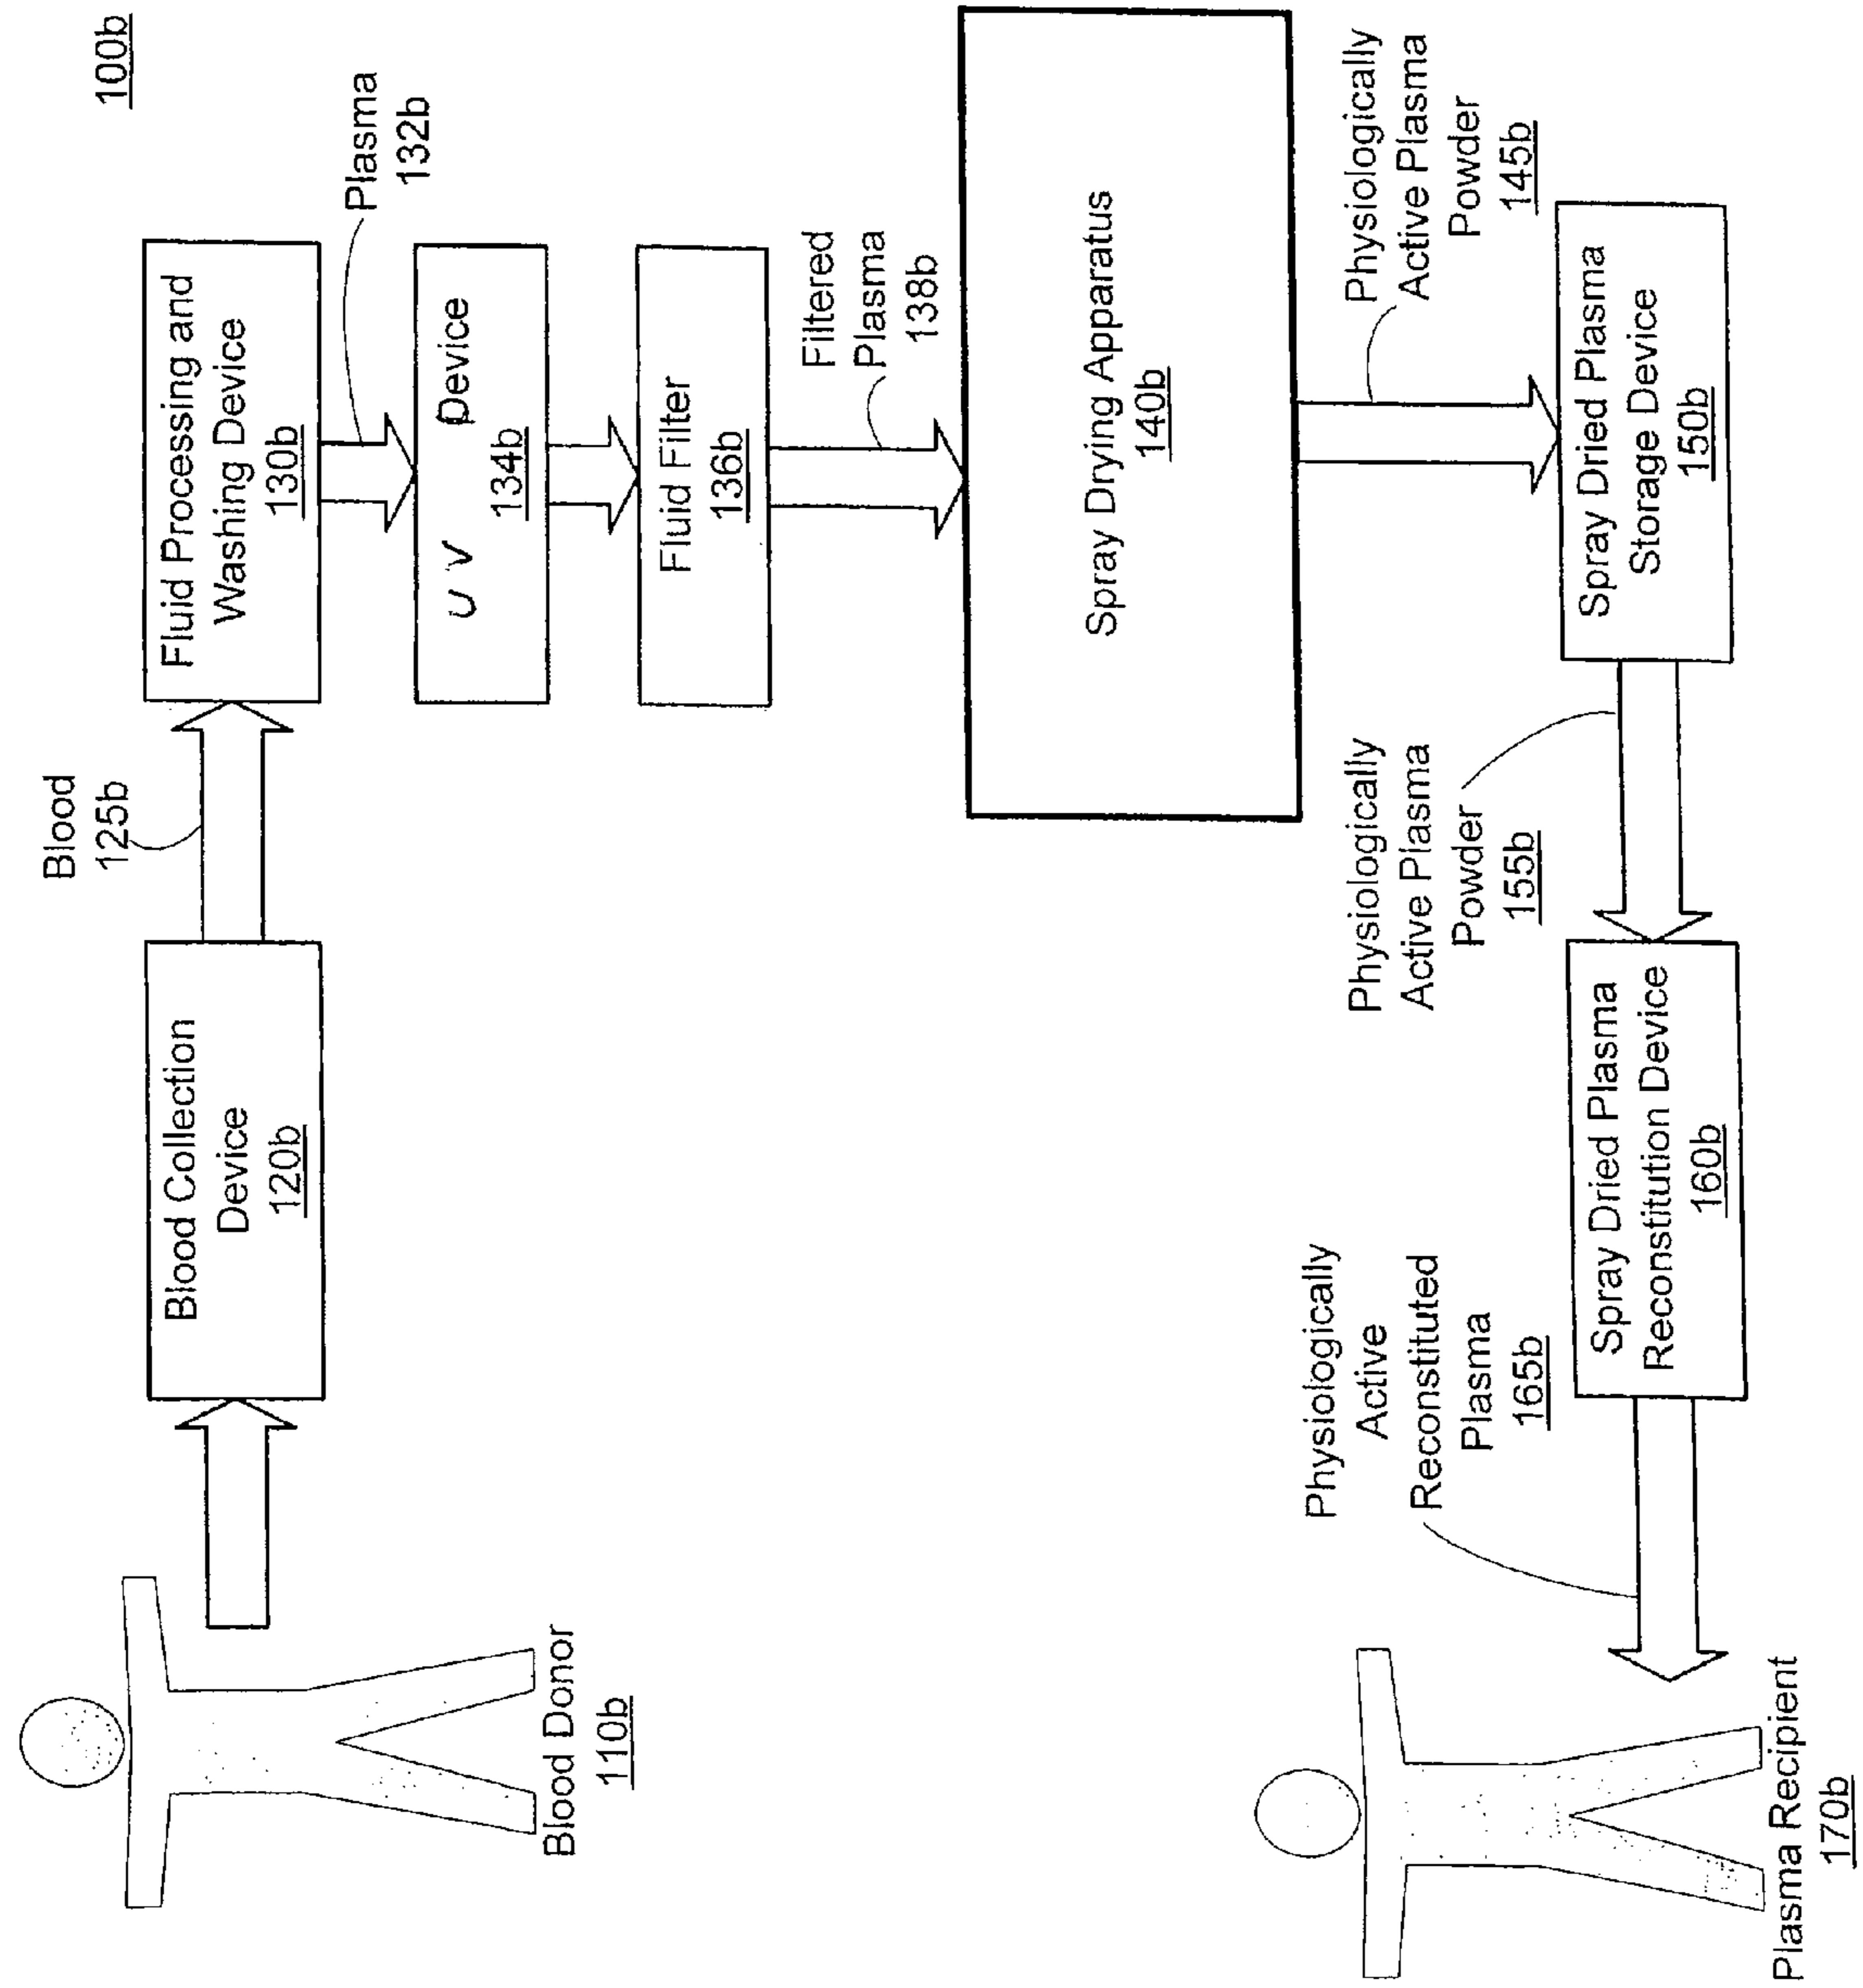 100b
Blood
125b
Blood Collection
Device
120b
Fluid Processing and
Washing Device
130b
Plasma
132b
U V Device
134b
Fluid Filter
136b
Filtered
Plasma
138b
Blood Donor
110b
Spray Drying Apparatus
140b
Physiologically
Active Plasma
Powder
145b
Physiologically
Active Plasma
Powder
155b
Physiologically
Active
Reconstituted
Plasma
165b
Spray Dried Plasma
Storage Device
150b
Spray Dried Plasma
Reconstitution Device
160b
Plasma Recipient
170b